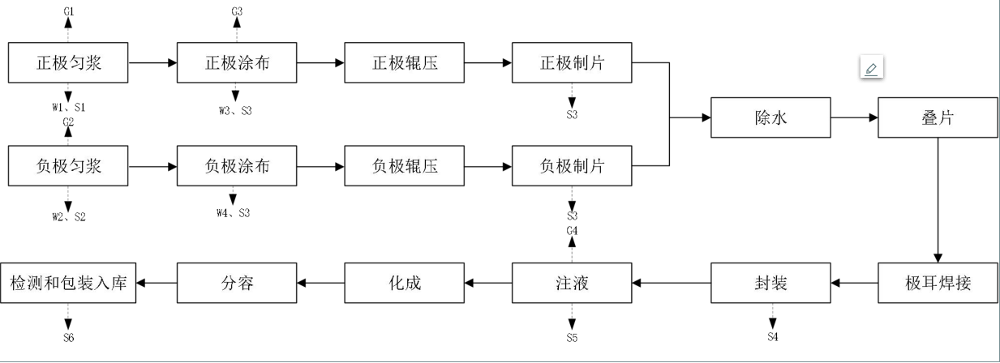 G1
G3
正极匀浆
正极涂布
正极辊压
正极制片
W1、S1
W3、S3
S3
除水
叠片
G2
负极匀浆
负极涂布
负极辊压
负极制片
W2、S2
W4、S3
S3
G4
检测和包装入库
分容
化成
注液
封装
极耳焊接
S6
S5
S4